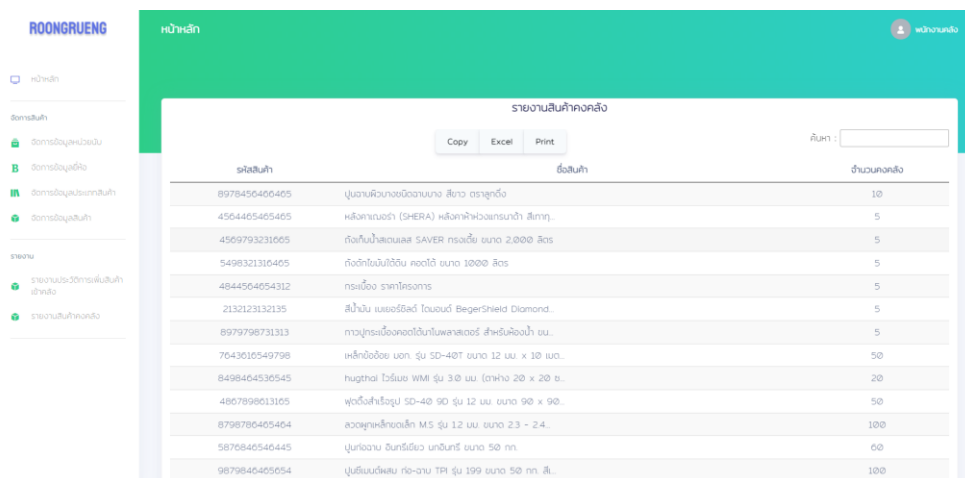 ROONGRUENG
หน้าหลัก
พนักงานคลัง
หน้าหลัก
จัดการสินค้า
จัดการข้อมูลหน่วยนับ
จัดการข้อมูลยี่ห้อ
จัดการข้อมูลประเภทสินค้า
จัดการข้อมูลสินค้า
รายงาน
รายงานประวัติการเพิ่มสินค้า
เข้าคลัง
รายงานสินค้าคงคลัง
รายงานสินค้าคงคลัง
Copy Excel Print
ค้นหา :
รหัสสินค้า ชื่อสินค้า จำนวนคงคลัง
8978456466465 ปูนฉาบผิวบางชนิดฉาบบาง สีขาว ตราลูกดิ่ง 10
4564465465465 หลังคาเฌอร่า (SHERA) หลังคาห้าห่วงแกรนาด้า สีเทาทุ... 5
4569793231665 ถังเก็บน้ำสเตนเลส SAVER ทรงเตี้ย ขนาด 2,000 ลิตร 5
5498321316465 ถังดักไขมันใต้ดิน คอตโต้ ขนาด 1000 ลิตร 5
4844564654312 กระเบื้อง ราคาโครงการ 5
2132123132135 สีน้ำมัน เบเยอร์ชิลด์ ไดมอนด์ BegerShield Diamond... 5
8979798731313 กาวปูกระเบื้องคอตโต้นาโนพลาสเตอร์ สำหรับห้องน้ำ ขน... 5
7643616549798 เหล็กข้ออ้อย มอก. รุ่น SD-40T ขนาด 12 มม. x 10 เมต... 50
8498464536545 hugthai ไวร์เมช WMI รุ่น 3.0 มม. (ตาห่าง 20 x 20 ซ... 20
4867898613165 ฟุตติ้งสำเร็จรูป SD-40 9D รุ่น 12 มม. ขนาด 90 x 90... 50
8798786465464 ลวดผูกเหล็กขดเล็ก M.S รุ่น 1.2 มม. ขนาด 2.3 - 2.4... 100
5876846546445 ปูนก่อฉาบ อินทรีเขียว นกอินทรี ขนาด 50 กก. 60
9879846465654 ปูนซีเมนต์ผสม ก่อ-ฉาบ TPI รุ่น 199 ขนาด 50 กก. สีเ... 100